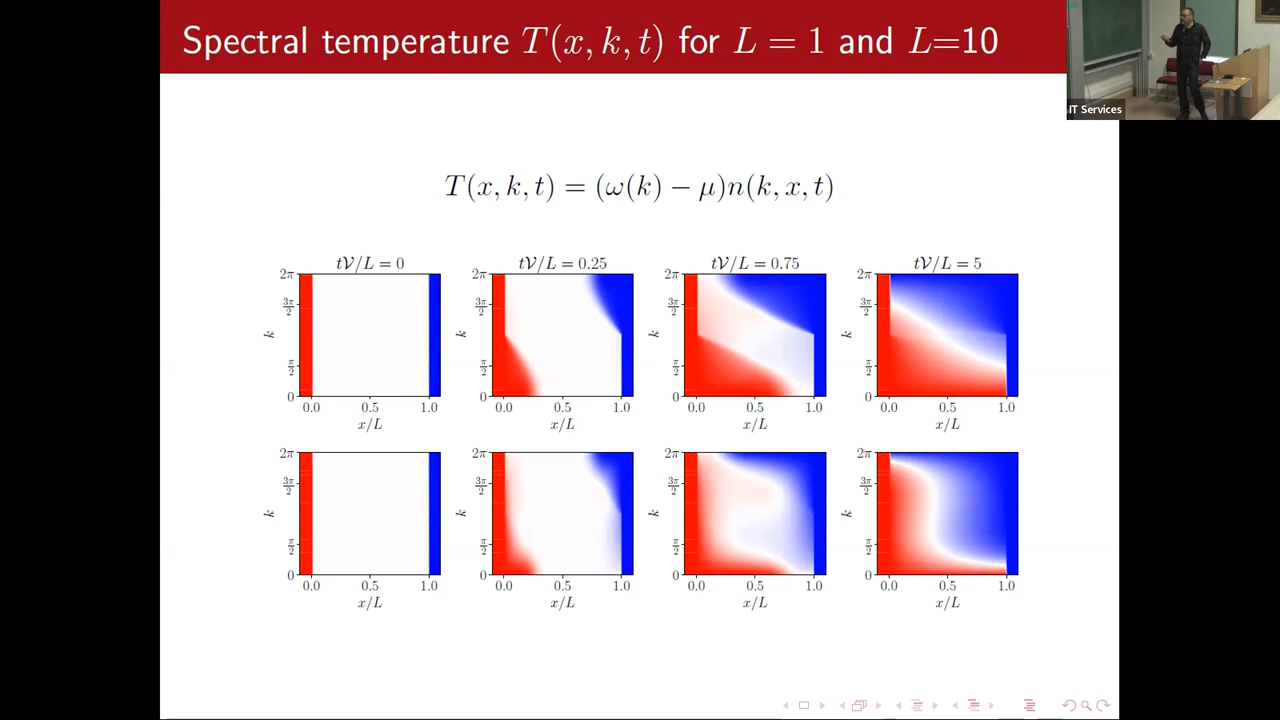 Spectral temperature T(x, k, t) for L = 1 and L=10
IT Services
T(x, k, t) = (ω(k) − μ)n(k, x, t)
t𝒱/L = 0
t𝒱/L = 0.25
t𝒱/L = 0.75
t𝒱/L = 5
2π 3π/2 k π/2 0
2π 3π/2 k π/2 0
2π 3π/2 k π/2 0
2π 3π/2 k π/2 0
0.0 0.5 1.0
0.0 0.5 1.0
0.0 0.5 1.0
0.0 0.5 1.0
x/L
x/L
x/L
x/L
2π 3π/2 k π/2 0
2π 3π/2 k π/2 0
2π 3π/2 k π/2 0
2π 3π/2 k π/2 0
0.0 0.5 1.0
0.0 0.5 1.0
0.0 0.5 1.0
0.0 0.5 1.0
x/L
x/L
x/L
x/L